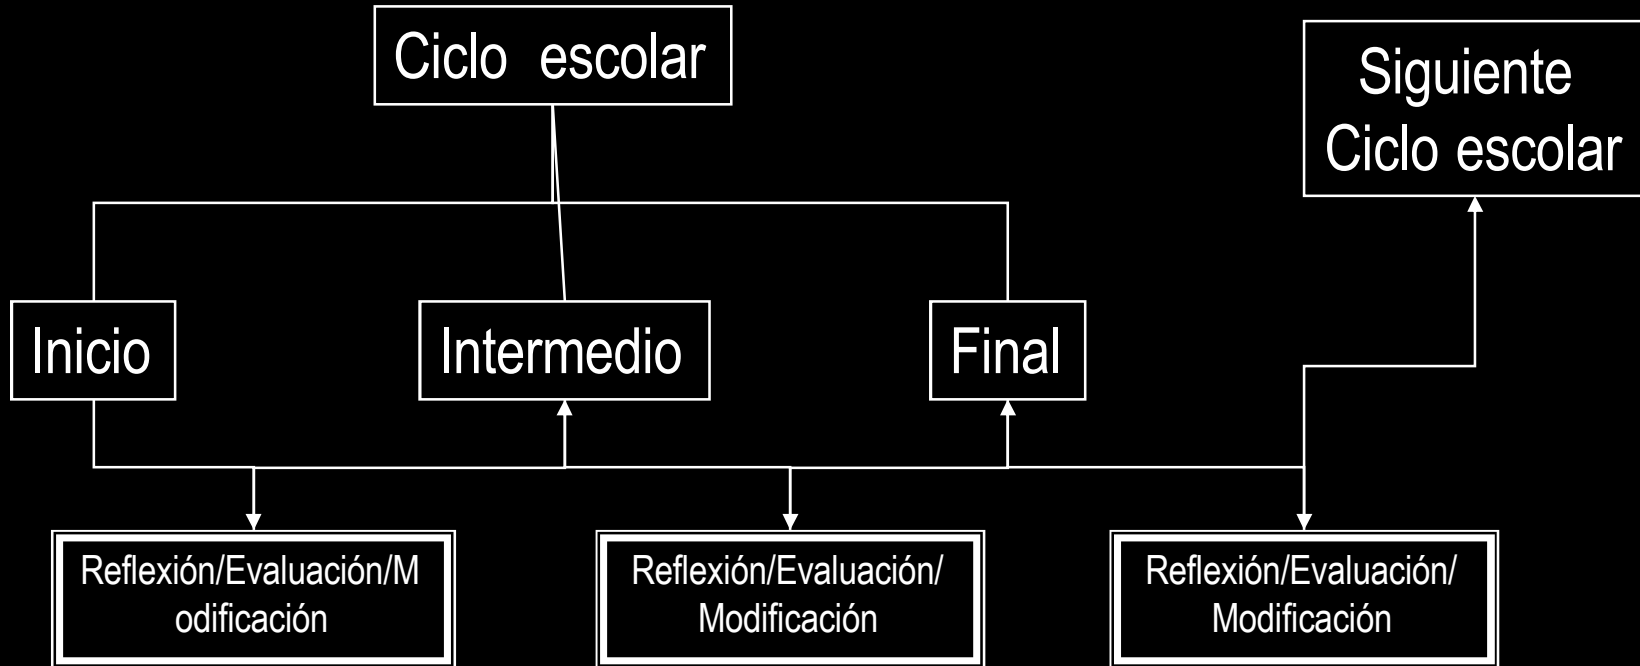 Ciclo escolar
Siguiente
Ciclo escolar
Inicio
Intermedio
Final
Reflexión/Evaluación/M
odificación
Reflexión/Evaluación/
Modificación
Reflexión/Evaluación/
Modificación